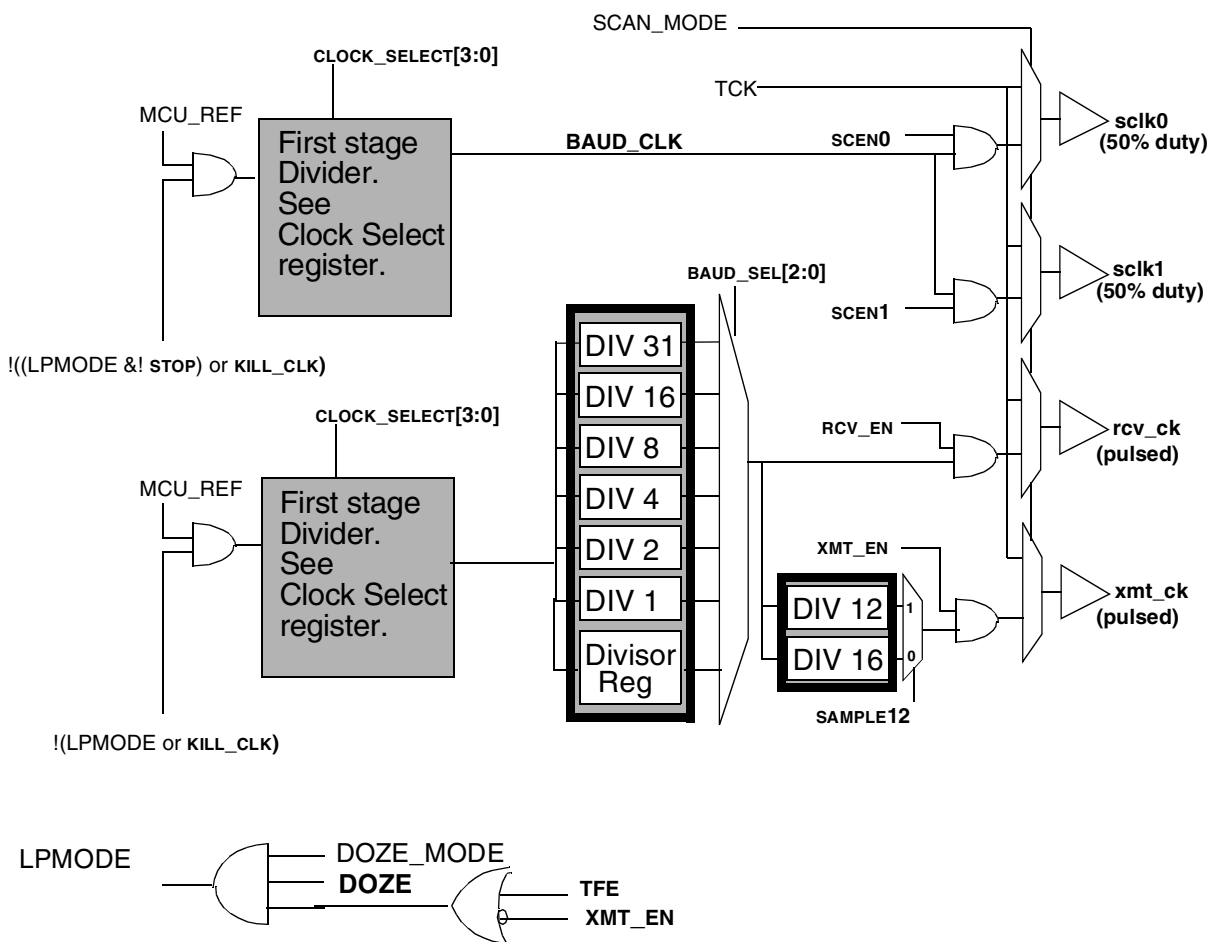 SCAN_MODE
CLOCK_SELECT[3:0]
TCK
MCU_REF
First stage
Divider.
See
Clock Select
register.
BAUD_CLK
SCEN0
sclk0
(50% duty)
BAUD_SEL[2:0]
SCEN1
sclk1
(50% duty)
!((LPMODE &! STOP) or KILL_CLK)
CLOCK_SELECT[3:0]
MCU_REF
First stage
Divider.
See
Clock Select
register.
DIV 31
DIV 16
DIV 8
DIV 4
DIV 2
DIV 1
Divisor
Reg
RCV_EN
rcv_ck
(pulsed)
XMT_EN
DIV 12
1
DIV 16
0
SAMPLE12
xmt_ck
(pulsed)
!(LPMODE or KILL_CLK)
LPMODE
DOZE_MODE
DOZE
TFE
XMT_EN